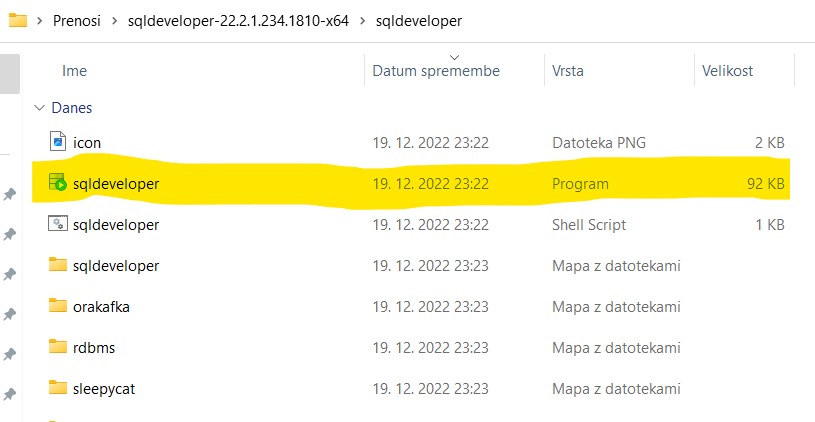 Prenosi > sqldeveloper-22.2.1.234.1810-x64 > sqldeveloper
Ime Datum spremembe Vrsta Velikost
Danes
icon 19. 12. 2022 23:22 Datoteka PNG 2 KB
sqldeveloper 19. 12. 2022 23:22 Program 92 KB
sqldeveloper 19. 12. 2022 23:22 Shell Script 1 KB
sqldeveloper 19. 12. 2022 23:23 Mapa z datotekami
orakafka 19. 12. 2022 23:23 Mapa z datotekami
rdbms 19. 12. 2022 23:23 Mapa z datotekami
sleepycat 19. 12. 2022 23:23 Mapa z datotekami